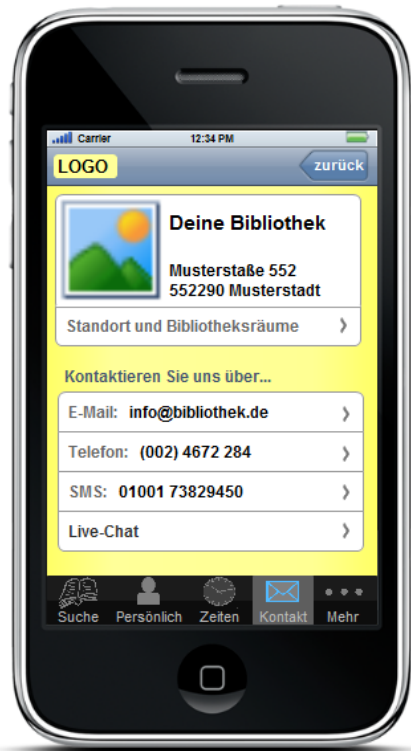 Carrier 12:34 PM
LOGO zurück
Deine Bibliothek
Musterstaße 552
552290 Musterstadt
Standort und Bibliotheksräume
Kontaktieren Sie uns über...
E-Mail: info@bibliothek.de
Telefon: (002) 4672 284
SMS: 01001 73829450
Live-Chat
Suche Persönlich Zeiten Kontakt Mehr